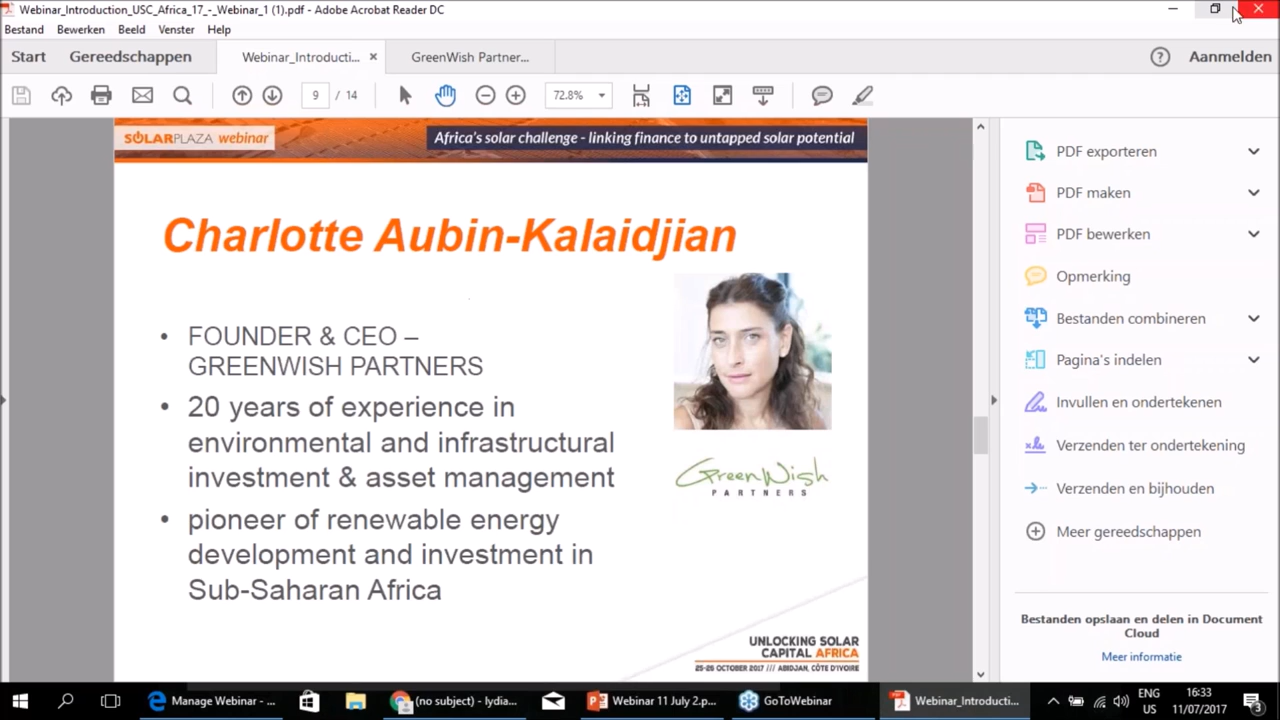 Webinar_Introduction_USC_Africa_17_-_Webinar_1 (1).pdf - Adobe Acrobat Reader DC
Bestand Bewerken Beeld Venster Help
Start Gereedschappen Webinar_Introducti... × GreenWish Partner... ? Aanmelden
9 / 14 72.8%
SOLARPLAZA webinar
Africa's solar challenge - linking finance to untapped solar potential
Charlotte Aubin-Kalaidjian
• FOUNDER & CEO –
GREENWISH PARTNERS
• 20 years of experience in
environmental and infrastructural
investment & asset management
• pioneer of renewable energy
development and investment in
Sub-Saharan Africa
GreenWish
PARTNERS
UNLOCKING SOLAR
CAPITAL AFRICA
25-26 OCTOBER 2017 /// ABIDJAN, CÔTE D'IVOIRE
PDF exporteren
PDF maken
PDF bewerken
Opmerking
Bestanden combineren
Pagina's indelen
Invullen en ondertekenen
Verzenden ter ondertekening
Verzenden en bijhouden
Meer gereedschappen
Bestanden opslaan en delen in Document
Cloud
Meer informatie
Manage Webinar - ... (no subject) - lydia... Webinar 11 July 2.p... GoToWebinar Webinar_Introducti...
ENG
US
16:33
11/07/2017
3